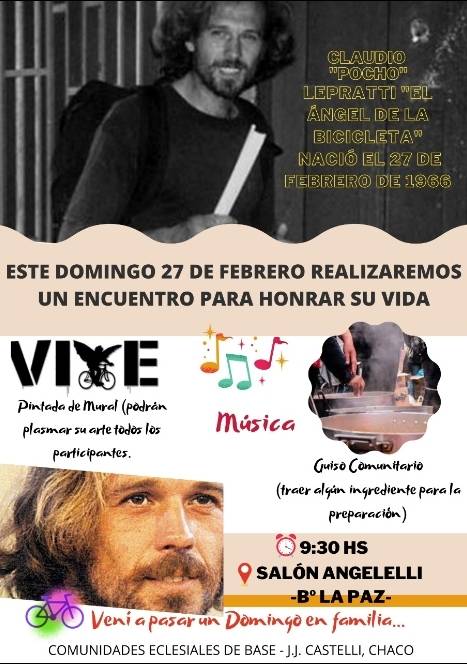 CLAUDIO
"POCHO"
LEPRATTI "EL
ÁNGEL DE LA
BICICLETA"
NACIÓ EL 27 DE
FEBRERO DE 1966
ESTE DOMINGO 27 DE FEBRERO REALIZAREMOS
UN ENCUENTRO PARA HONRAR SU VIDA
VIVE
Pintada de Mural (podrán
plasmar su arte todos los
participantes.
Música
Guiso Comunitario
(traer algún ingrediente para la
preparación)
9:30 HS
SALÓN ANGELELLI
-Bº LA PAZ-
Vení a pasar un Domingo en familia...
COMUNIDADES ECLESIALES DE BASE - J.J. CASTELLI, CHACO